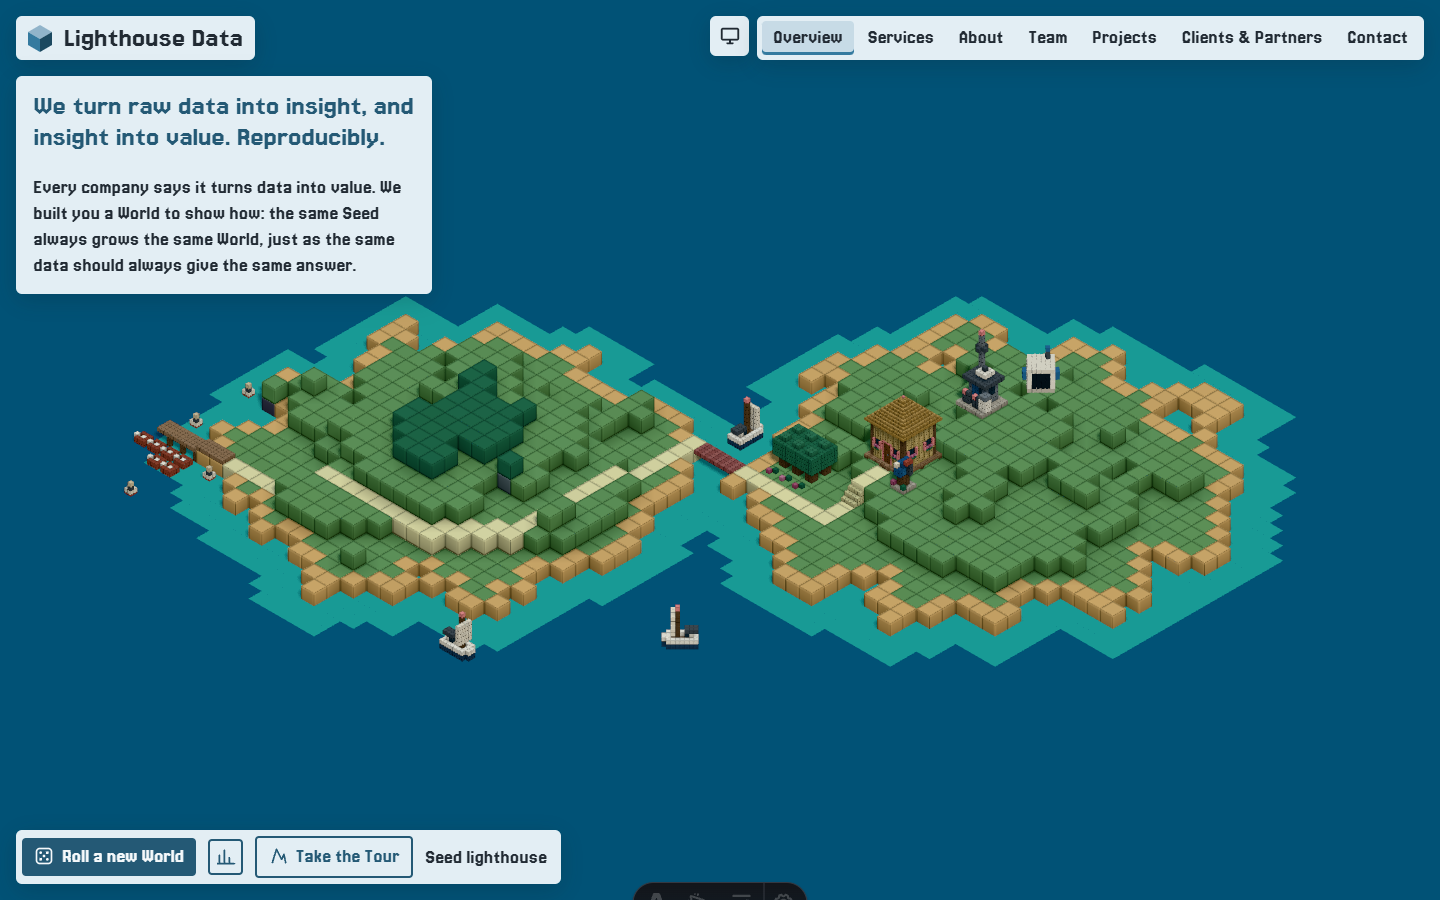 Lighthouse Data
Overview Services About Team Projects Clients & Partners Contact
We turn raw data into insight, and
insight into value. Reproducibly.
Every company says it turns data into value. We
built you a World to show how: the same Seed
always grows the same World, just as the same
data should always give the same answer.
Roll a new World
Take the Tour
Seed lighthouse